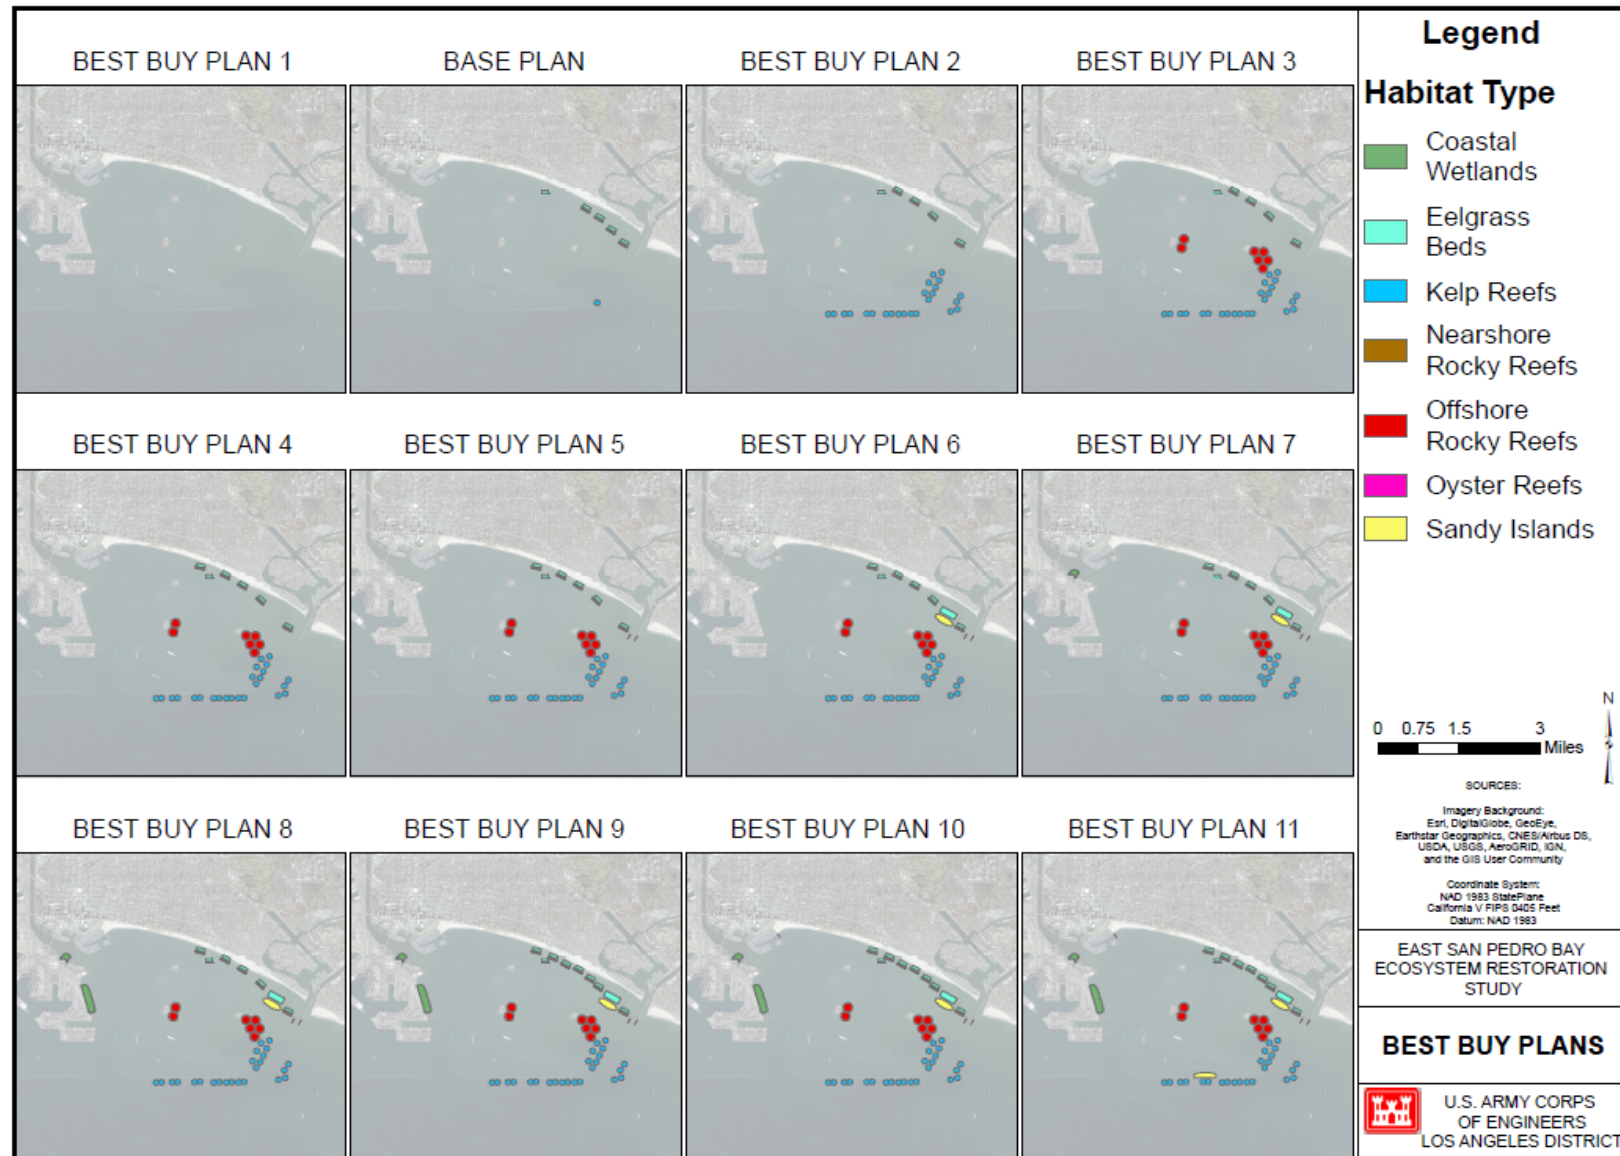 BEST BUY PLAN 1
BASE PLAN
BEST BUY PLAN 2
BEST BUY PLAN 3
BEST BUY PLAN 4
BEST BUY PLAN 5
BEST BUY PLAN 6
BEST BUY PLAN 7
BEST BUY PLAN 8
BEST BUY PLAN 9
BEST BUY PLAN 10
BEST BUY PLAN 11
Legend
Habitat Type
Coastal
Wetlands
Eelgrass
Beds
Kelp Reefs
Nearshore
Rocky Reefs
Offshore
Rocky Reefs
Oyster Reefs
Sandy Islands
N
0 0.75 1.5 3
Miles
SOURCES:
Imagery Background:
Esri, DigitalGlobe, GeoEye,
Earthstar Geographics, CNES/Airbus DS,
USDA, USGS, AeroGRID, IGN,
and the GIS User Community
Coordinate System:
NAD 1983 StatePlane
California V FIPS 0405 Feet
Datum: NAD 1983
EAST SAN PEDRO BAY
ECOSYSTEM RESTORATION
STUDY
BEST BUY PLANS
U.S. ARMY CORPS
OF ENGINEERS
LOS ANGELES DISTRICT